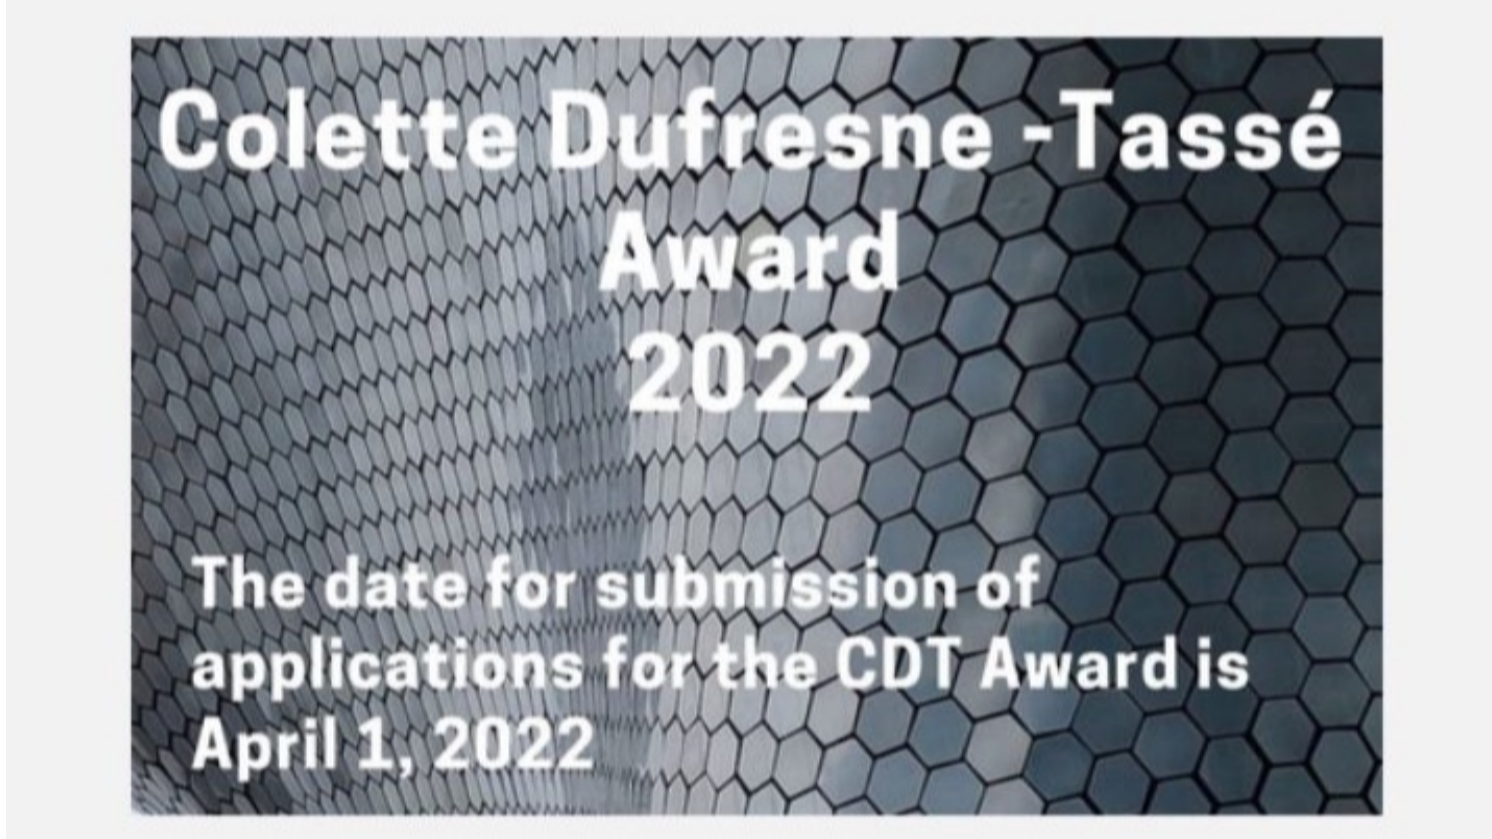 Colette Dufresne -Tassé
Award
2022
The date for submission of
applications for the CDT Award is
April 1, 2022